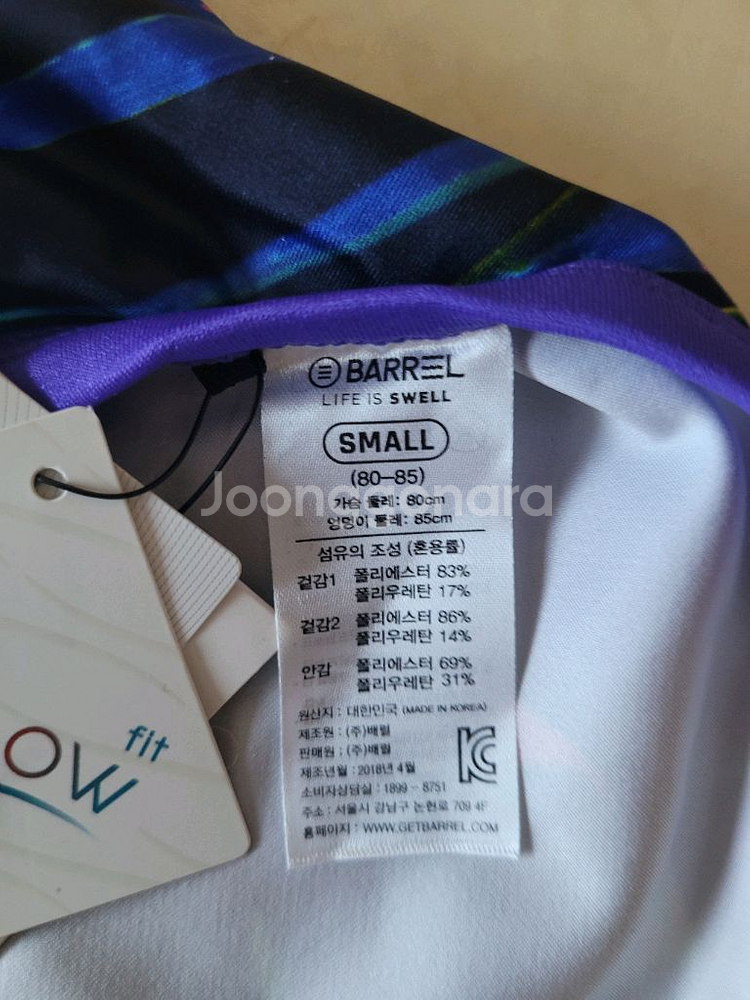 BARREL
LIFE IS SWELL
SMALL
(80-85)
가슴 둘레: 80cm
엉덩이 둘레: 85cm
섬유의 조성 (혼용률)
겉감1 폴리에스터 83%
폴리우레탄 17%
겉감2 폴리에스터 86%
폴리우레탄 14%
안감 폴리에스터 69%
폴리우레탄 31%
원산지 : 대한민국 (MADE IN KOREA)
제조원 : (주)배럴
판매원 : (주)배럴
제조년월 : 2018년 4월
소비자상담실 : 1899 - 8751
주소 : 서울시 강남구 논현로 709 4F
홈페이지 : WWW.GETBARREL.COM
KC
OW fit
Joongonara